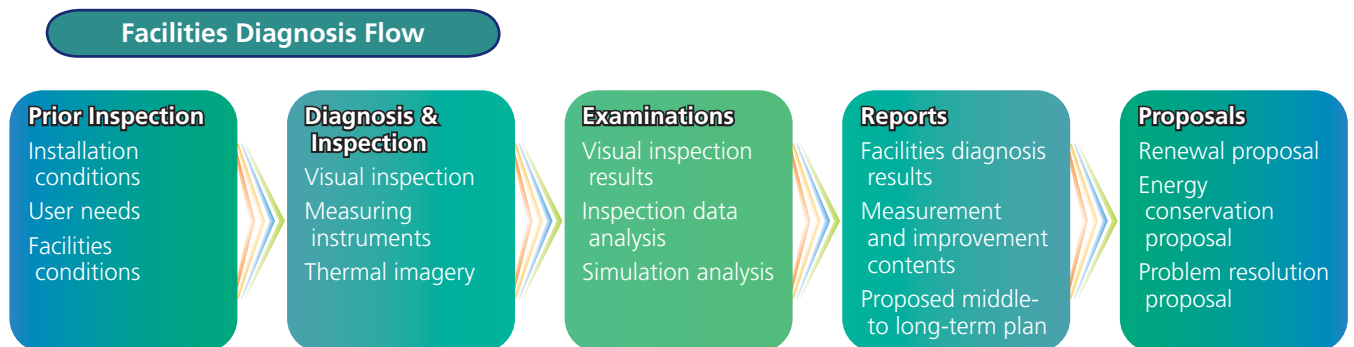 Facilities Diagnosis Flow
Prior Inspection
Installation
conditions
User needs
Facilities
conditions
Diagnosis &
Inspection
Visual inspection
Measuring
instruments
Thermal imagery
Examinations
Visual inspection
results
Inspection data
analysis
Simulation analysis
Reports
Facilities diagnosis
results
Measurement
and improvement
contents
Proposed middle-
to long-term plan
Proposals
Renewal proposal
Energy
conservation
proposal
Problem resolution
proposal